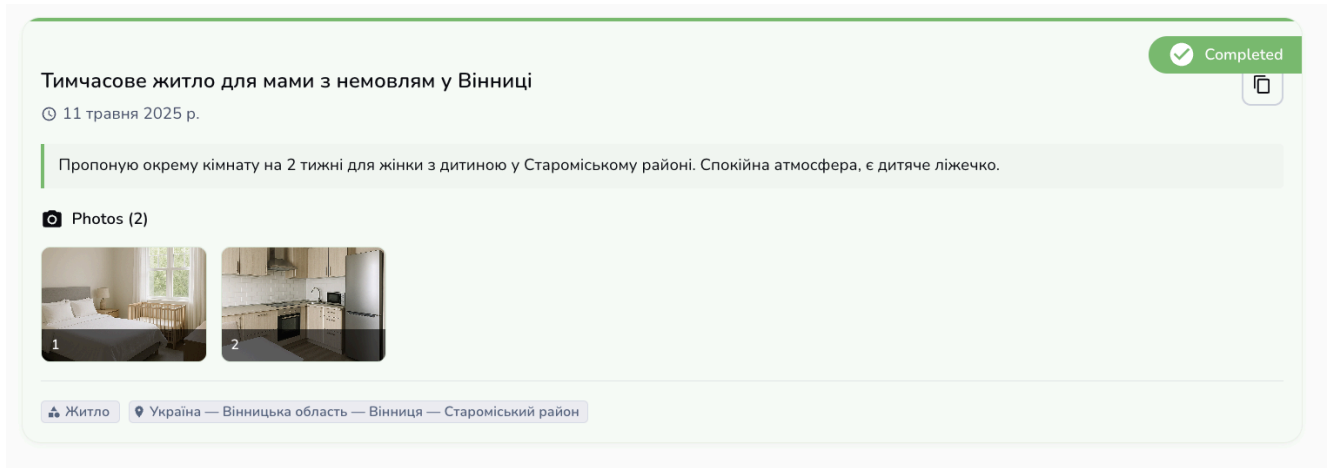 Completed
Тимчасове житло для мами з немовлям у Вінниці
11 травня 2025 р.
Пропоную окрему кімнату на 2 тижні для жінки з дитиною у Староміському районі. Спокійна атмосфера, є дитяче ліжечко.
Photos (2)
1
2
Житло
Україна — Вінницька область — Вінниця — Староміський район